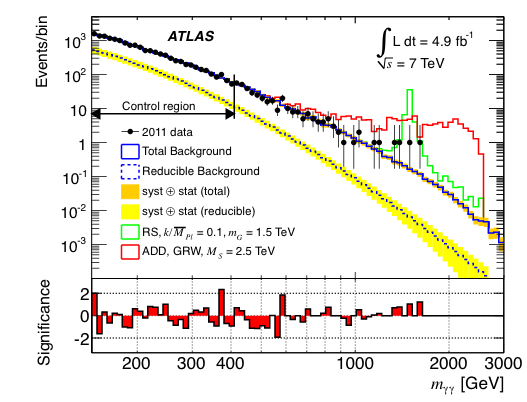 Events/bin
10³
10²
10
1
10⁻¹
10⁻²
10⁻³
ATLAS
∫ L dt = 4.9 fb⁻¹
√s = 7 TeV
Control region
2011 data
Total Background
Reducible Background
syst ⊕ stat (total)
syst ⊕ stat (reducible)
RS, k/M̅_Pl = 0.1, m_G = 1.5 TeV
ADD, GRW, M_S = 2.5 TeV
Significance
2
0
-2
200 300 400 1000 2000 3000
m_γγ [GeV]